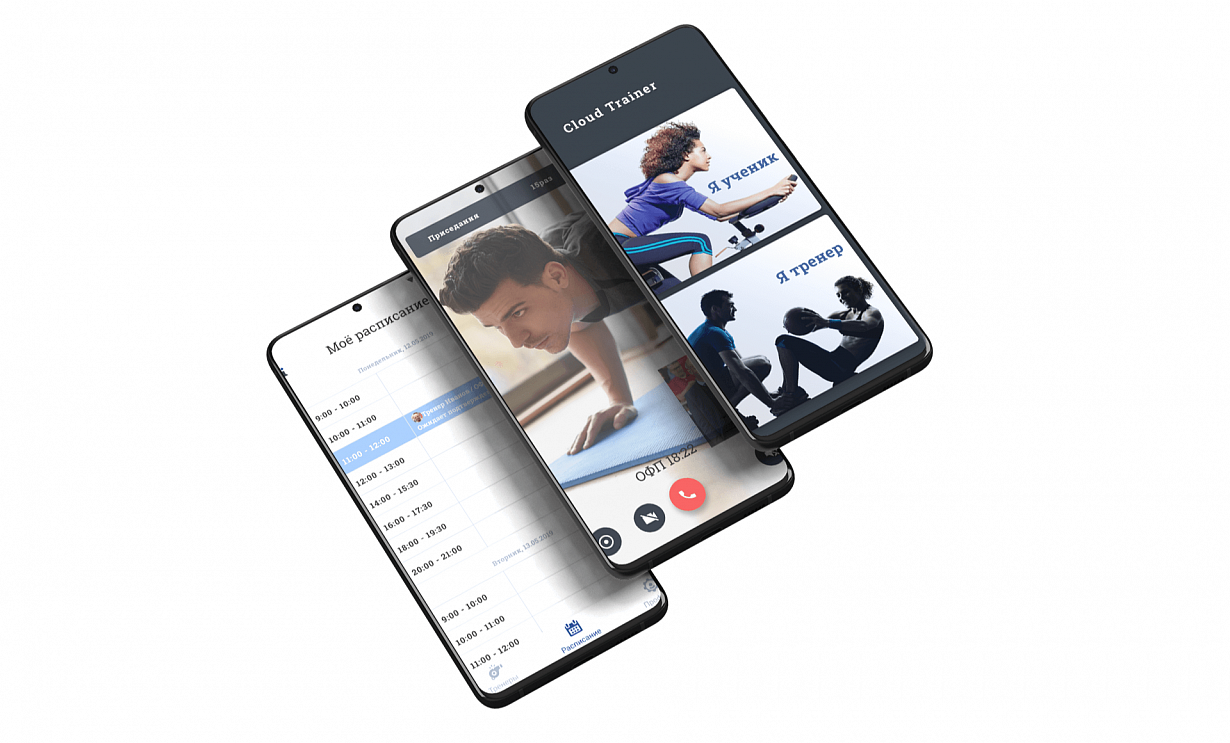 Cloud Trainer
Я ученик
Я тренер
Приседания
15раз
ОФП 18:22
Моё расписание
Понедельник, 12.05.2019
9:00 - 10:00
10:00 - 11:00
11:00 - 12:00
Тренер Иванов / ОФ
Ожидает
12:00 - 13:00
14:00 - 15:30
16:00 - 17:30
18:00 - 19:30
20:00 - 21:00
Вторник, 13.05.2019
9:00 - 10:00
10:00 - 11:00
11:00 - 12:00
Тренеры
Расписание